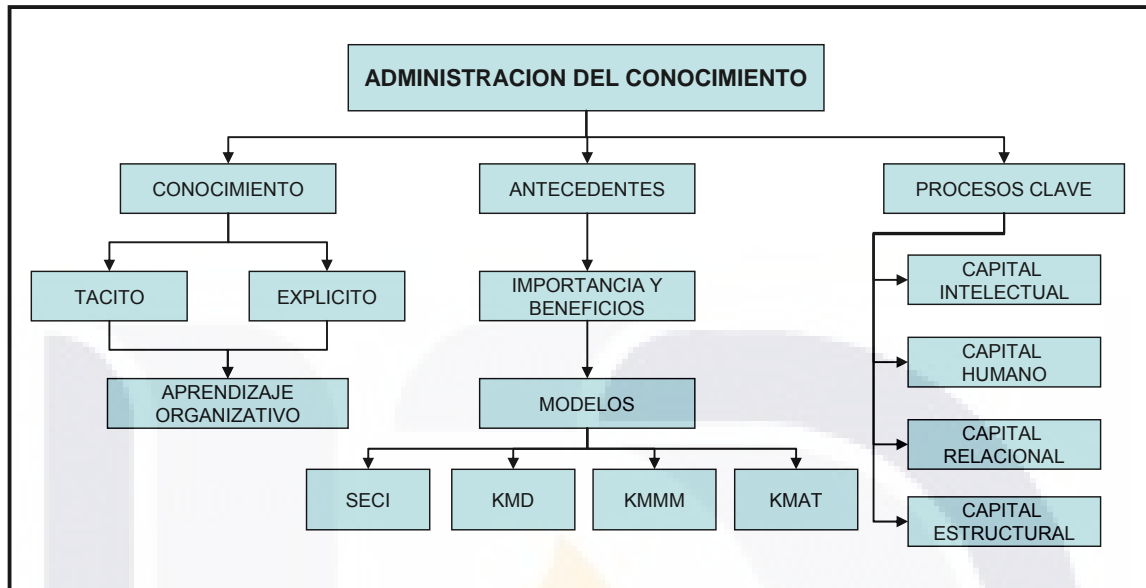 ADMINISTRACION DEL CONOCIMIENTO
CONOCIMIENTO
ANTECEDENTES
PROCESOS CLAVE
TACITO
EXPLICITO
IMPORTANCIA Y
BENEFICIOS
CAPITAL
INTELECTUAL
APRENDIZAJE
ORGANIZATIVO
MODELOS
CAPITAL
HUMANO
CAPITAL
RELACIONAL
SECI
KMD
KMMM
KMAT
CAPITAL
ESTRUCTURAL